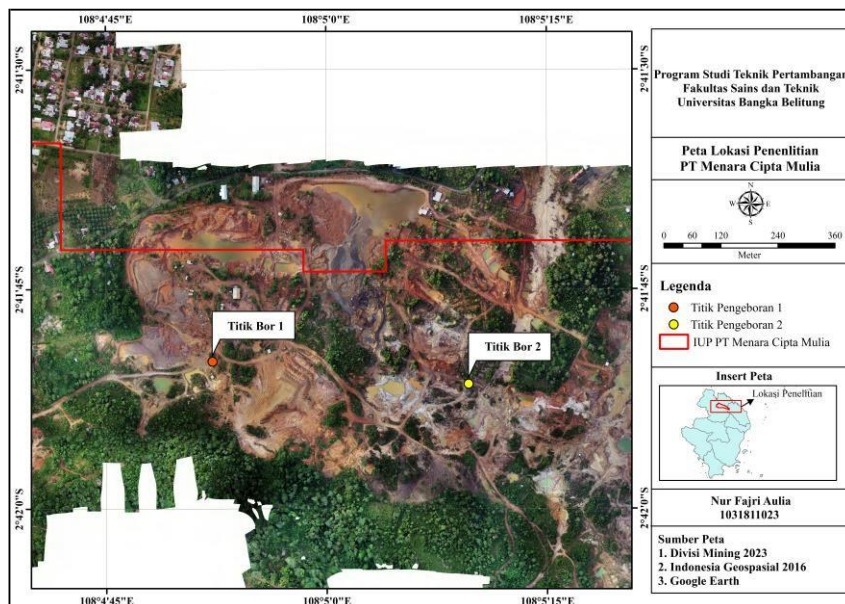 108°4'45"E
108°5'0"E
108°5'15"E
2°41'30"S
2°41'45"S
2°42'0"S
2°41'30"S
2°41'45"S
2°42'0"S
108°4'45"E
108°5'0"E
108°5'15"E
Titik Bor 1
Titik Bor 2
Program Studi Teknik Pertambangan
Fakultas Sains dan Teknik
Universitas Bangka Belitung
Peta Lokasi Penenlitian
PT Menara Cipta Mulia
N
W E
S
0 60 120 240 360
Meter
Legenda
Titik Pengeboran 1
Titik Pengeboran 2
IUP PT Menara Cipta Mulia
Insert Peta
Lokasi Penelitian
Nur Fajri Aulia
1031811023
Sumber Peta
1. Divisi Mining 2023
2. Indonesia Geospasial 2016
3. Google Earth